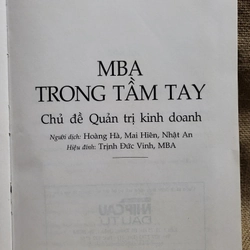 MBA
TRONG TẦM TAY
Chủ đề Quản trị kinh doanh
Người dịch: Hoàng Hà, Mai Hiên, Nhật An
Hiệu đính: Trịnh Đức Vinh, MBA